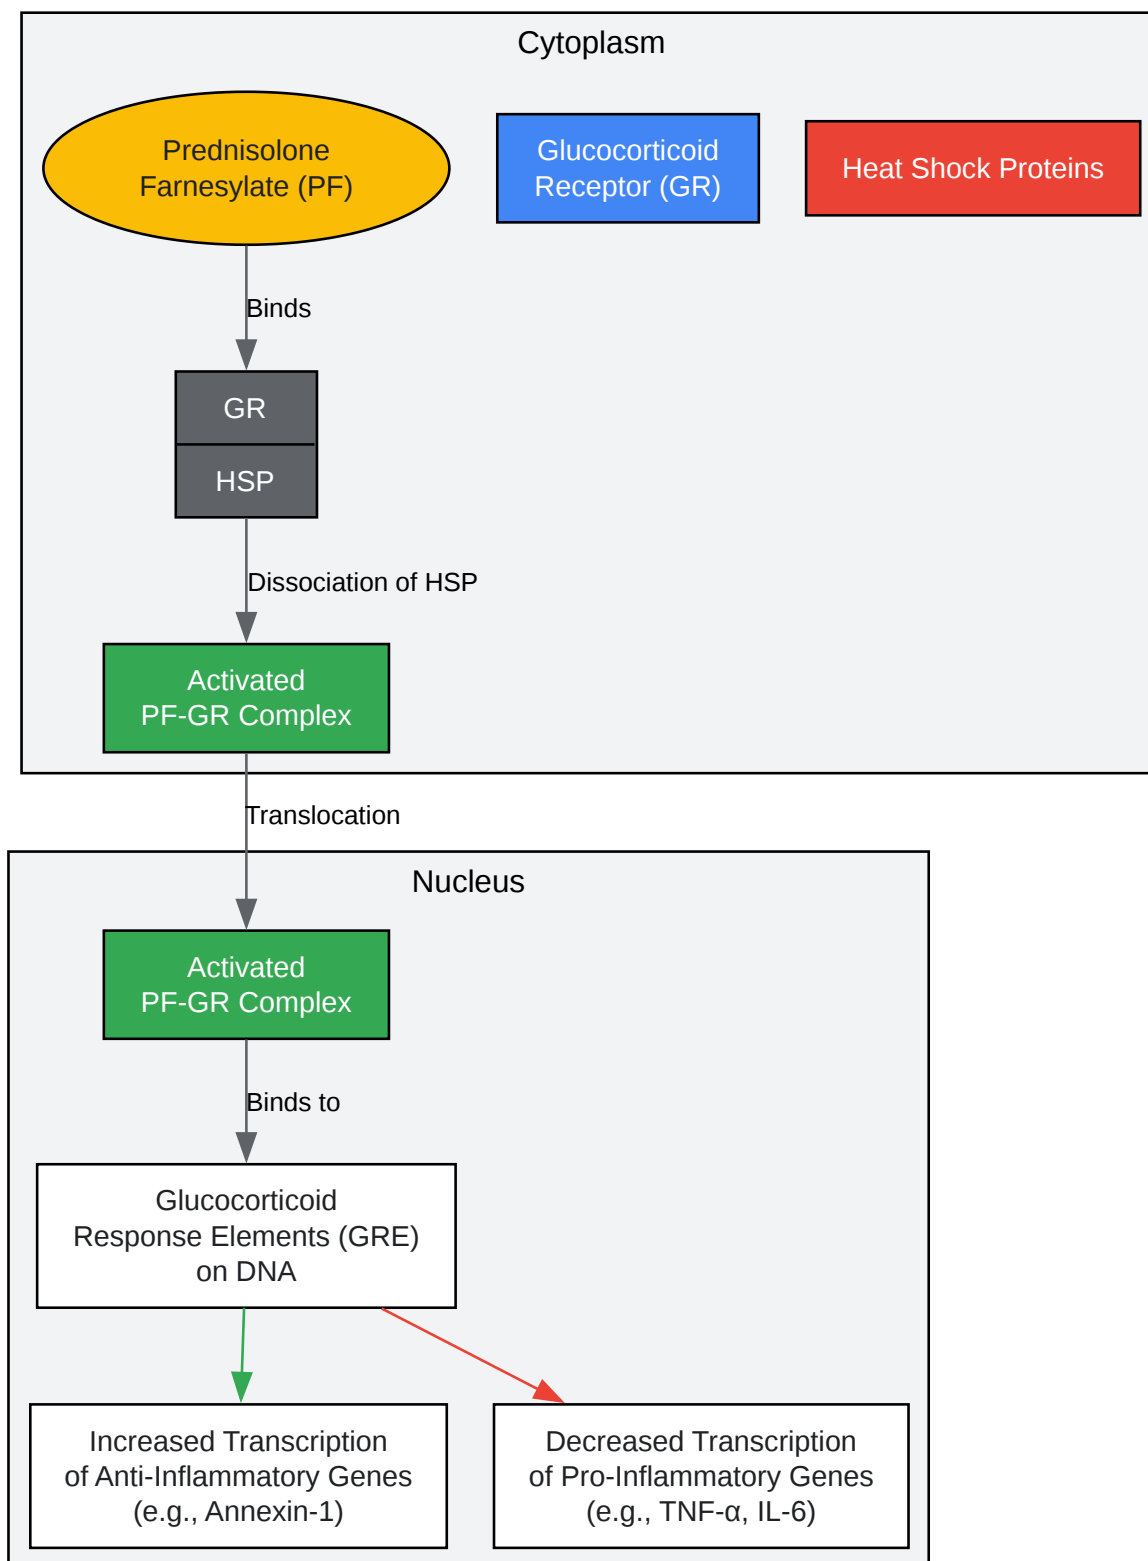 Cytoplasm
Prednisolone
Farnesylate (PF)
Glucocorticoid
Receptor (GR)
Heat Shock Proteins
Binds
GR
HSP
Dissociation of HSP
Activated
PF-GR Complex
Translocation
Nucleus
Activated
PF-GR Complex
Binds to
Glucocorticoid
Response Elements (GRE)
on DNA
Increased Transcription
of Anti-Inflammatory Genes
(e.g., Annexin-1)
Decreased Transcription
of Pro-Inflammatory Genes
(e.g., TNF-α, IL-6)